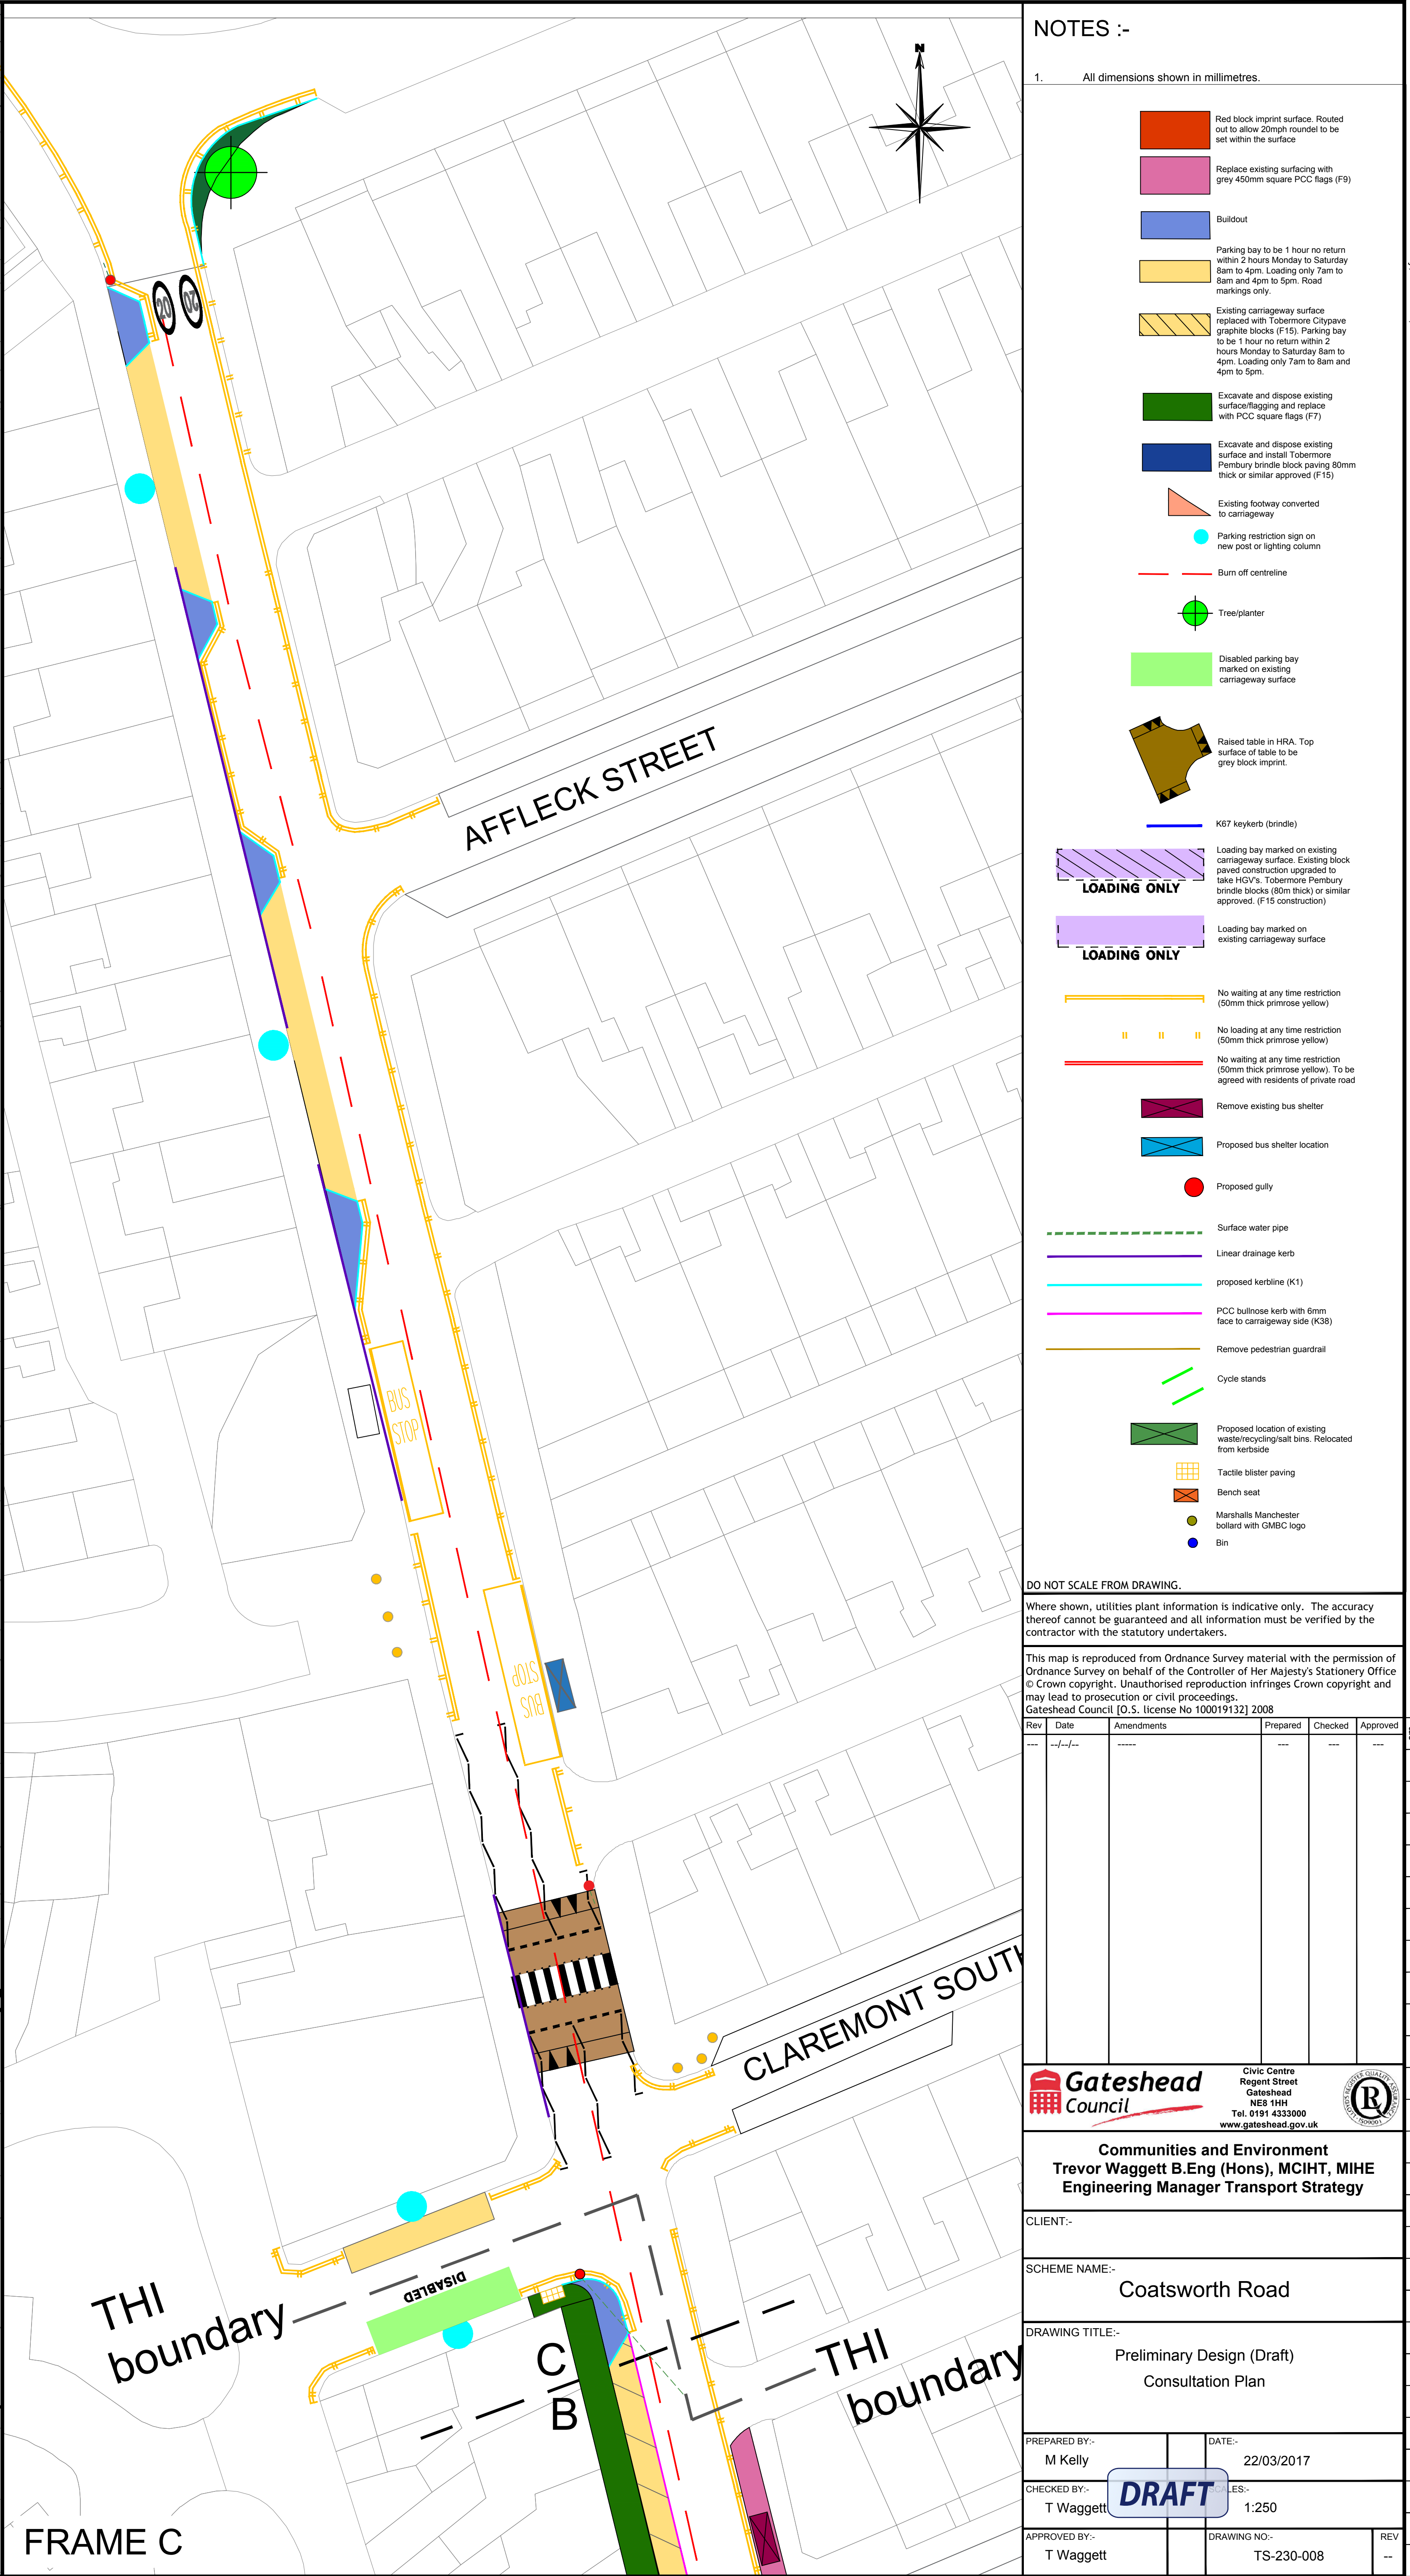 N
20
20
AFFLECK STREET
BUS
STOP
BUS
STOP
CLAREMONT SOUTH
DISABLED
THI
boundary
C
B
THI
boundary
FRAME C
NOTES :-
1. All dimensions shown in millimetres.
Red block imprint surface. Routed
out to allow 20mph roundel to be
set within the surface
Replace existing surfacing with
grey 450mm square PCC flags (F9)
Buildout
Parking bay to be 1 hour no return
within 2 hours Monday to Saturday
8am to 4pm. Loading only 7am to
8am and 4pm to 5pm. Road
markings only.
Existing carriageway surface
replaced with Tobermore Citypave
graphite blocks (F15). Parking bay
to be 1 hour no return within 2
hours Monday to Saturday 8am to
4pm. Loading only 7am to 8am and
4pm to 5pm.
Excavate and dispose existing
surface/flagging and replace
with PCC square flags (F7)
Excavate and dispose existing
surface and install Tobermore
Pembury brindle block paving 80mm
thick or similar approved (F15)
Existing footway converted
to carriageway
Parking restriction sign on
new post or lighting column
Burn off centreline
Tree/planter
Disabled parking bay
marked on existing
carriageway surface
Raised table in HRA. Top
surface of table to be
grey block imprint.
K67 keykerb (brindle)
Loading bay marked on existing
carriageway surface. Existing block
paved construction upgraded to
take HGV's. Tobermore Pembury
brindle blocks (80m thick) or similar
approved. (F15 construction)
LOADING ONLY
Loading bay marked on
existing carriageway surface
LOADING ONLY
No waiting at any time restriction
(50mm thick primrose yellow)
No loading at any time restriction
(50mm thick primrose yellow)
No waiting at any time restriction
(50mm thick primrose yellow). To be
agreed with residents of private road
Remove existing bus shelter
Proposed bus shelter location
Proposed gully
Surface water pipe
Linear drainage kerb
proposed kerbline (K1)
PCC bullnose kerb with 6mm
face to carraigeway side (K38)
Remove pedestrian guardrail
Cycle stands
Proposed location of existing
waste/recycling/salt bins. Relocated
from kerbside
Tactile blister paving
Bench seat
Marshalls Manchester
bollard with GMBC logo
Bin
DO NOT SCALE FROM DRAWING.
Where shown, utilities plant information is indicative only. The accuracy
thereof cannot be guaranteed and all information must be verified by the
contractor with the statutory undertakers.
This map is reproduced from Ordnance Survey material with the permission of
Ordnance Survey on behalf of the Controller of Her Majesty's Stationery Office
© Crown copyright. Unauthorised reproduction infringes Crown copyright and
may lead to prosecution or civil proceedings.
Gateshead Council [O.S. license No 100019132] 2008
Rev Date Amendments Prepared Checked Approved
--- --/--/-- ----- --- --- ---
Gateshead
Council
Civic Centre
Regent Street
Gateshead
NE8 1HH
Tel. 0191 4333000
www.gateshead.gov.uk
Communities and Environment
Trevor Waggett B.Eng (Hons), MCIHT, MIHE
Engineering Manager Transport Strategy
CLIENT:-
SCHEME NAME:-
Coatsworth Road
DRAWING TITLE:-
Preliminary Design (Draft)
Consultation Plan
PREPARED BY:- DATE:-
M Kelly 22/03/2017
CHECKED BY:-
T Waggett 1:250
DRAFT
APPROVED BY:- DRAWING NO:- REV
T Waggett TS-230-008 --